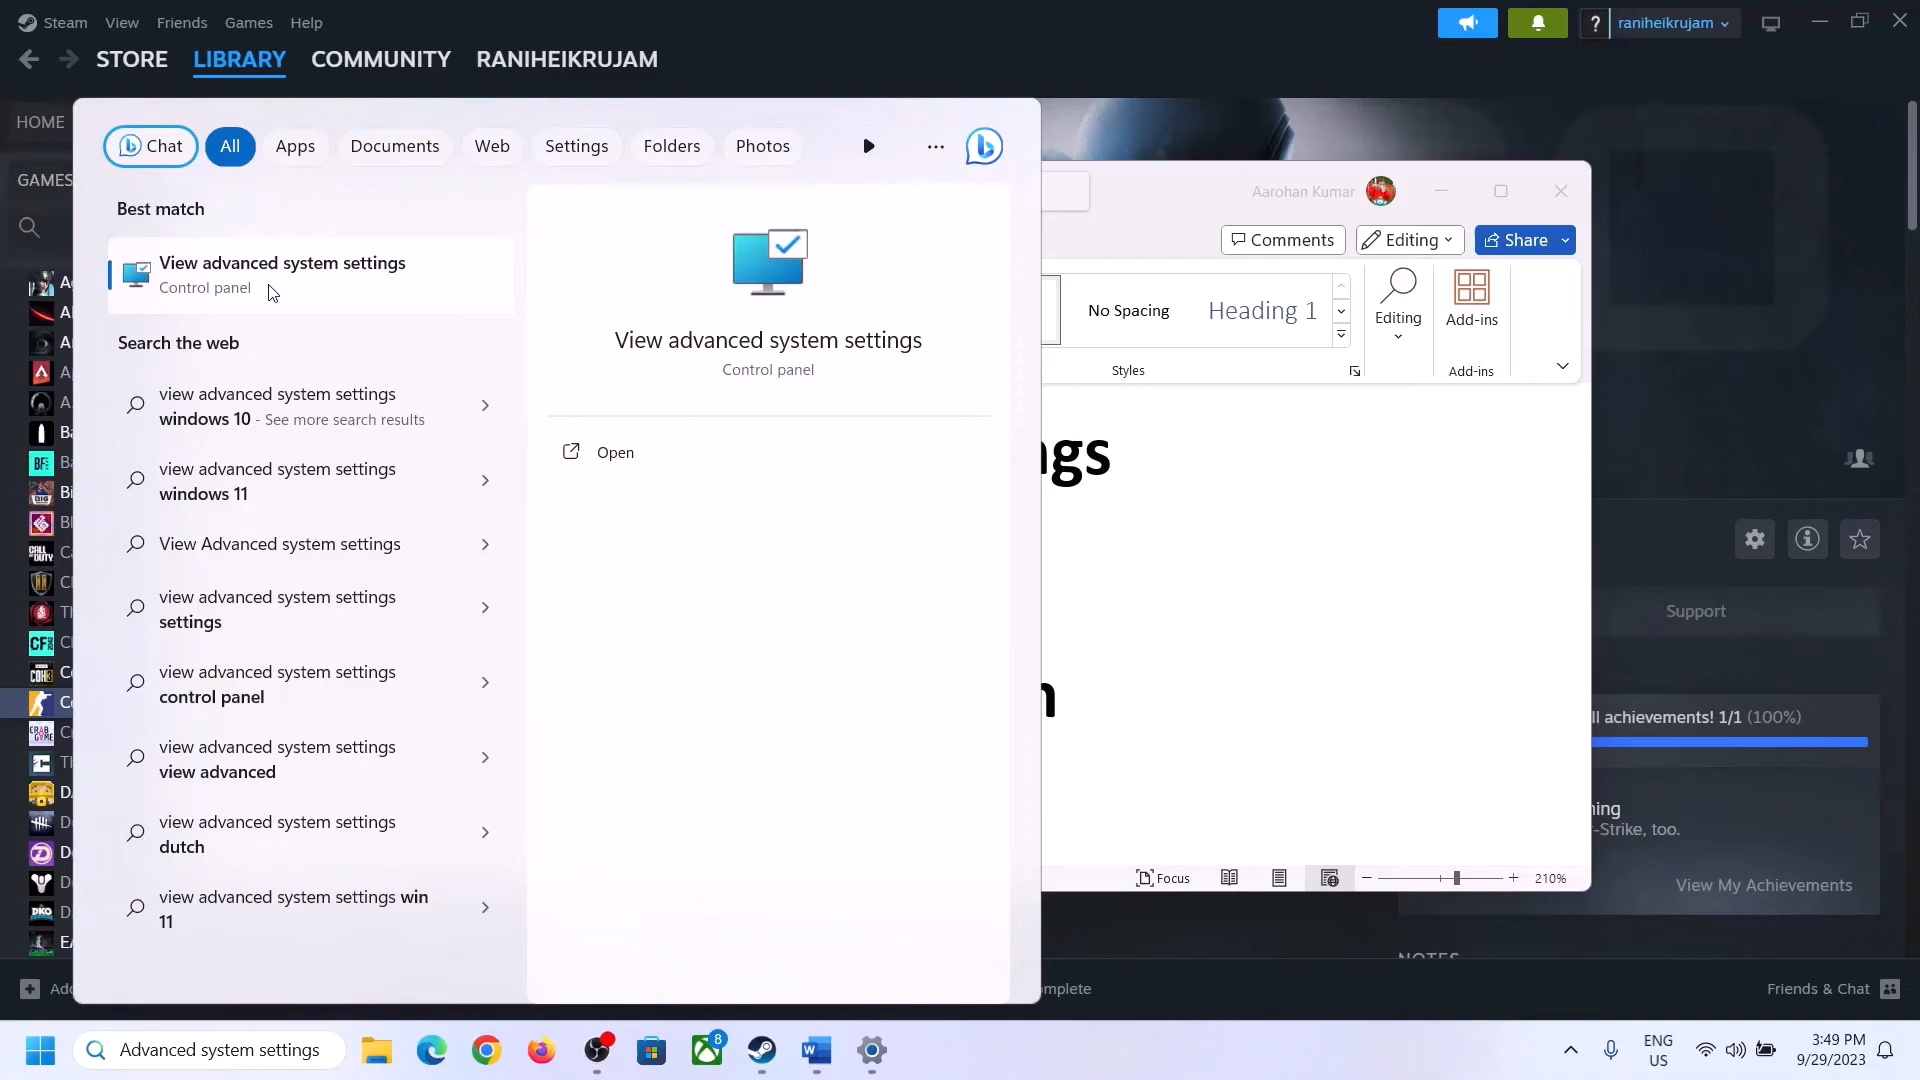 Steam View Friends Games Help
raniheikrujam
STORE LIBRARY COMMUNITY RANIHEIKRUJAM
HOME
GAMES
Chat All Apps Documents Web Settings Folders Photos
Best match
View advanced system settings
Control panel
Search the web
view advanced system settings
windows 10 - See more search results
view advanced system settings
windows 11
View Advanced system settings
view advanced system settings
settings
view advanced system settings
control panel
view advanced system settings
view advanced
view advanced system settings
dutch
view advanced system settings win
11
View advanced system settings
Control panel
Open
Aarohan Kumar
Comments Editing Share
No Spacing Heading 1
Editing
Add-ins
Styles
Add-ins
ngs
n
Focus
210%
Support
ll achievements! 1/1 (100%)
ning
r-Strike, too.
View My Achievements
omplete
Friends & Chat
Advanced system settings
8
ENG
US
3:49 PM
9/29/2023